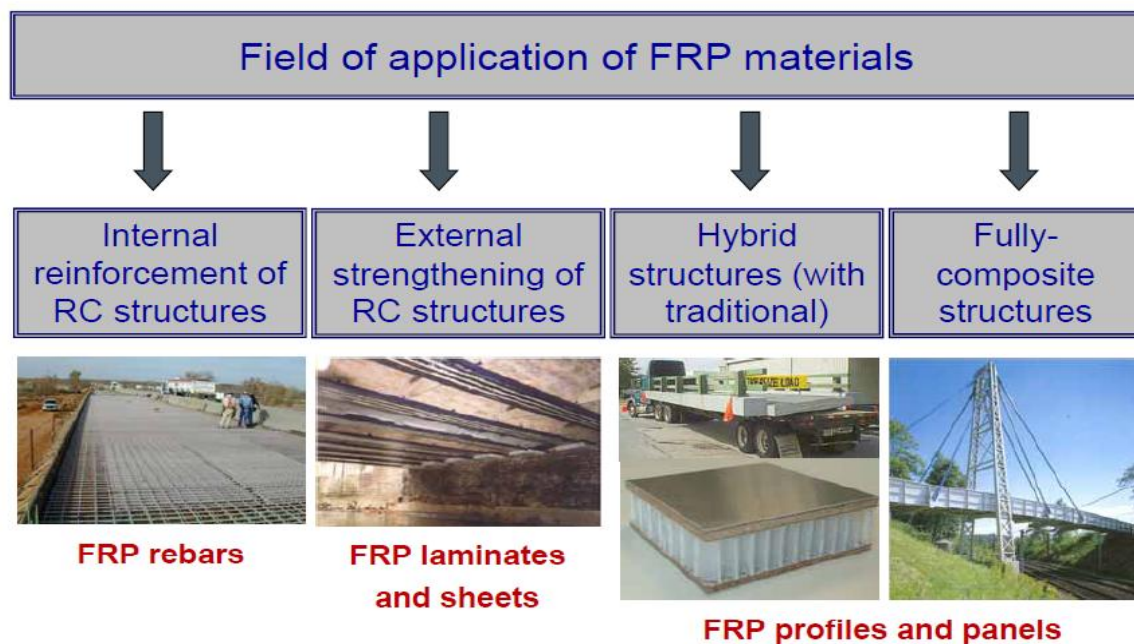 Field of application of FRP materials
Internal
reinforcement of
RC structures
External
strengthening of
RC structures
Hybrid
structures (with
traditional)
Fully-
composite
structures
LOAD
FRP rebars
FRP laminates
and sheets
FRP profiles and panels